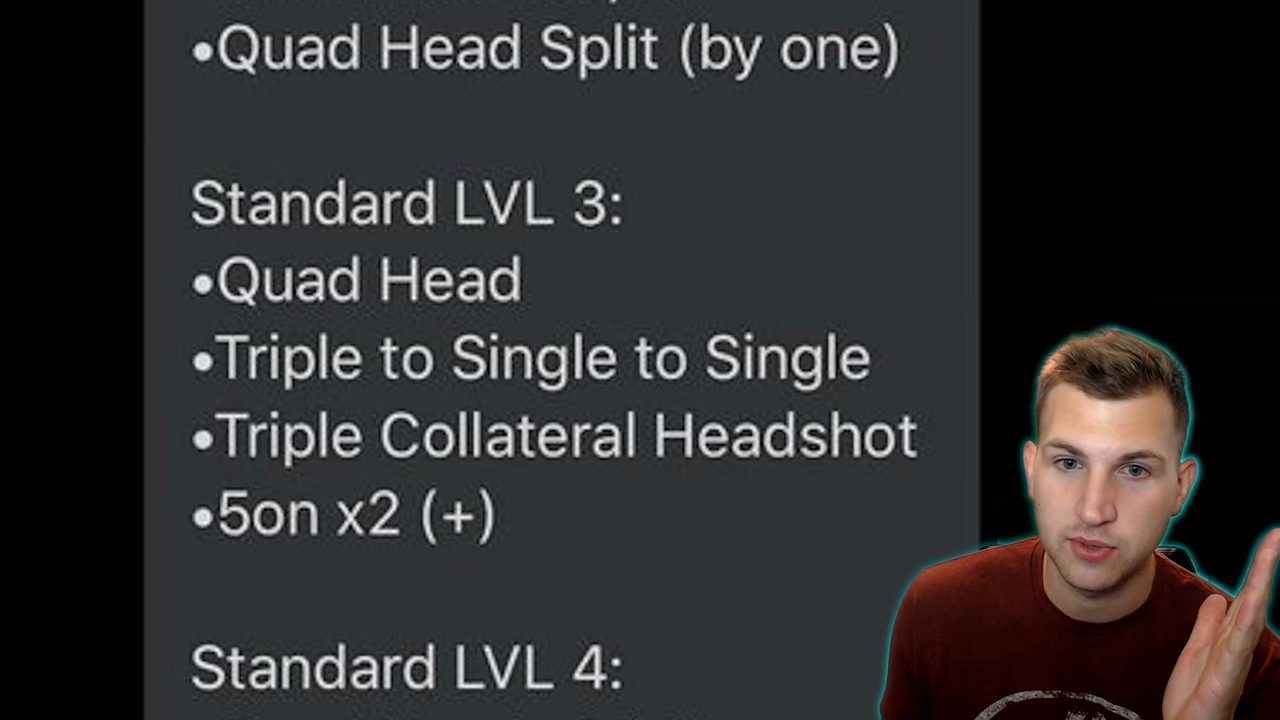 •Quad Head Split (by one)
Standard LVL 3:
•Quad Head
•Triple to Single to Single
•Triple Collateral Headshot
•5on x2 (+)
Standard LVL 4: